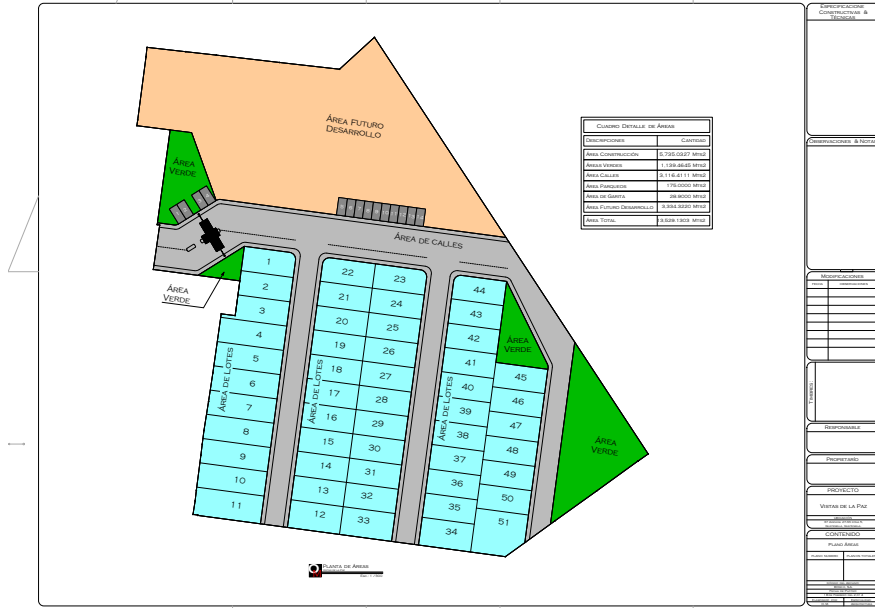 ESPECIFICACIONE
CONSTRUCTIVAS &
TÉCNICAS
OBSERVACIONES & NOTAS
MODIFICACIONES
FECHA
OBSERVACIONES
TIMBRES
RESPONSABLE
PROPIETARIO
PROYECTO
VISTAS DE LA PAZ
CONTENIDO
PLANO ÁREAS
CUADRO DETALLE DE ÁREAS
DESCRIPCIONES CANTIDAD
ÁREA CONSTRUCCIÓN 5,735.0327 MTS2
ÁREAS VERDES 1,139.4645 MTS2
ÁREA CALLES 3,116.4111 MTS2
ÁREA PARQUEOS 175.0000 MTS2
ÁREA DE GARITA 28.9000 MTS2
ÁREA FUTURO DESARROLLO 3,334.3220 MTS2
ÁREA TOTAL 13,529.1303 MTS2
ÁREA FUTURO
DESARROLLO
ÁREA
VERDE
ÁREA DE CALLES
ÁREA
VERDE
ÁREA
VERDE
ÁREA
VERDE
ÁREA DE LOTES
ÁREA DE LOTES
ÁREA DE LOTES
1
2
3
4
5
6
7
8
9
10
11
22
21
20
19
18
17
16
15
14
13
12
23
24
25
26
27
28
29
30
31
32
33
44
43
42
41
40
39
38
37
36
35
34
45
46
47
48
49
50
51
PLANTA DE ÁREAS